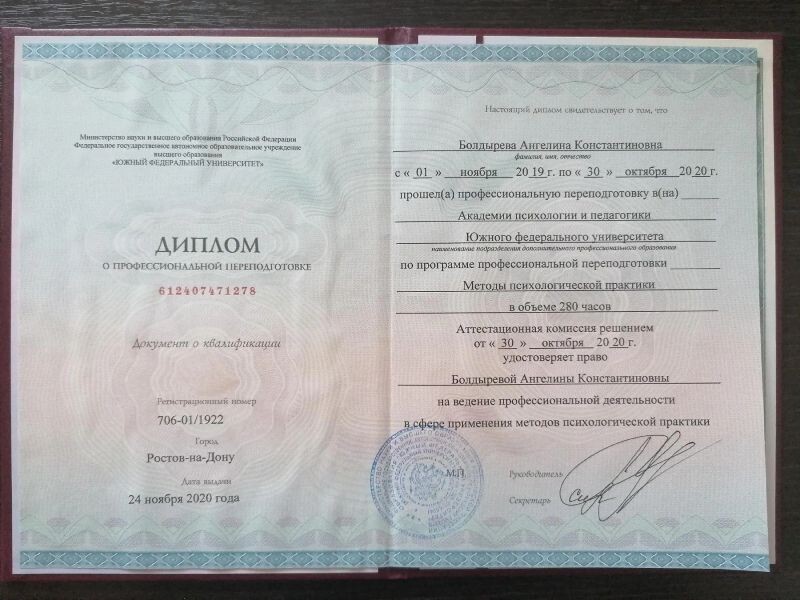 Министерство науки и высшего образования Российской Федерации
Федеральное государственное автономное образовательное учреждение
высшего образования
«ЮЖНЫЙ ФЕДЕРАЛЬНЫЙ УНИВЕРСИТЕТ»
ДИПЛОМ
О ПРОФЕССИОНАЛЬНОЙ ПЕРЕПОДГОТОВКЕ
612407471278
Документ о квалификации
Регистрационный номер
706-01/1922
Город
Ростов-на-Дону
Дата выдачи
24 ноября 2020 года
Настоящий диплом свидетельствует о том, что
Болдырева Ангелина Константиновна
фамилия, имя, отчество
с « 01 » ноября 20 19 г. по « 30 » октября 20 20 г.
прошел(а) профессиональную переподготовку в(на)
Академии психологии и педагогики
Южного федерального университета
наименование подразделения дополнительного профессионального образования
по программе профессиональной переподготовки
Методы психологической практики
в объеме 280 часов
Аттестационная комиссия решением
от « 30 » октября 20 20 г.
удостоверяет право
Болдыревой Ангелины Константиновны
на ведение профессиональной деятельности
в сфере применения методов психологической практики
М.П.
Руководитель
Секретарь